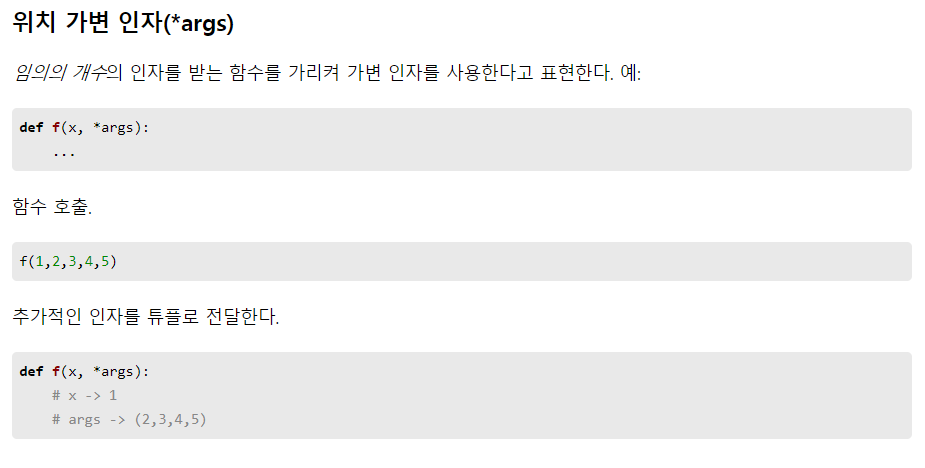 위치 가변 인자(*args)
임의의 개수의 인자를 받는 함수를 가리켜 가변 인자를 사용한다고 표현한다. 예:
def f(x, *args):
    ...
함수 호출.
f(1,2,3,4,5)
추가적인 인자를 튜플로 전달한다.
def f(x, *args):
    # x -> 1
    # args -> (2,3,4,5)